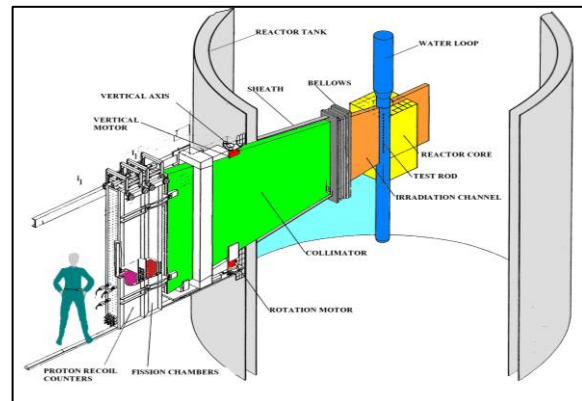 REACTOR TANK
WATER LOOP
BELLOWS
SHEATH
VERTICAL AXIS
VERTICAL
MOTOR
REACTOR CORE
TEST ROD
IRRADIATION CHANNEL
COLLIMATOR
ROTATION MOTOR
PROTON RECOIL
COUNTERS
FISSION CHAMBERS